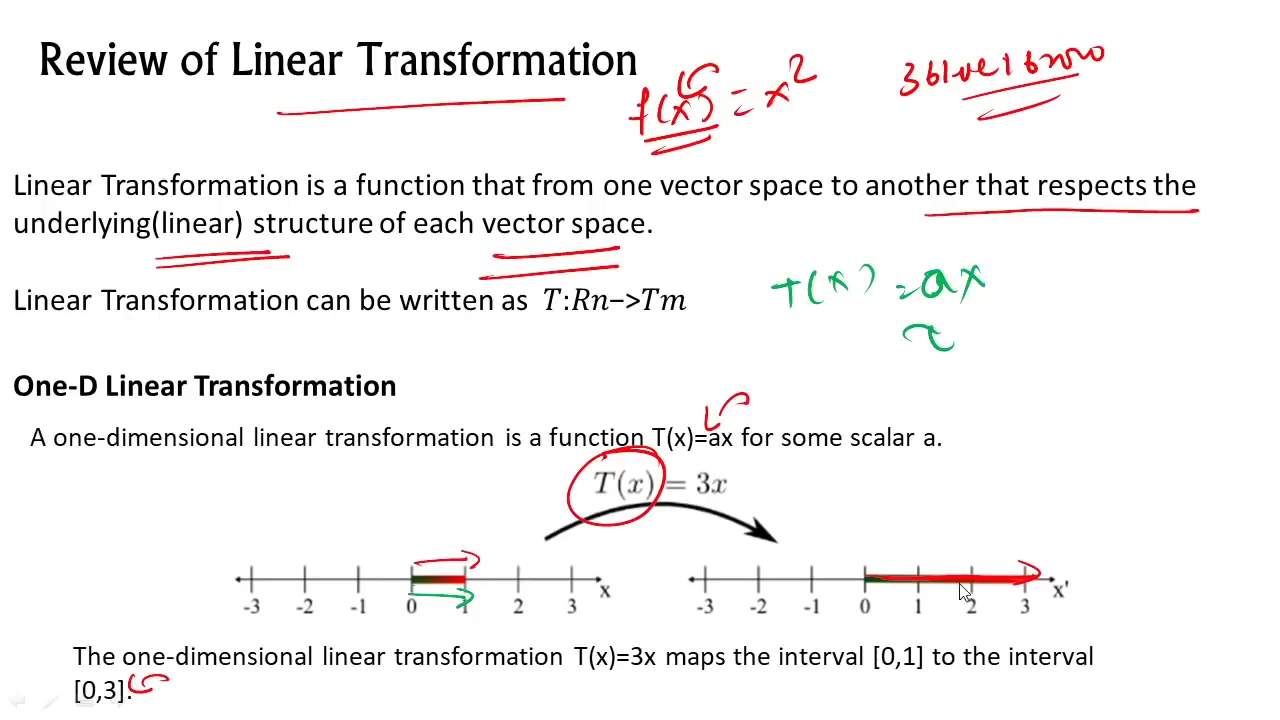 Review of Linear Transformation
f(x) = x²
Linear Transformation is a function that from one vector space to another that respects the
underlying(linear) structure of each vector space.
T(x) = ax
Linear Transformation can be written as T:Rn−>Tm
One-D Linear Transformation
A one-dimensional linear transformation is a function T(x)=ax for some scalar a.
T(x) = 3x
-3 -2 -1 0 1 2 3 x
-3 -2 -1 0 1 2 3 x'
The one-dimensional linear transformation T(x)=3x maps the interval [0,1] to the interval
[0,3].